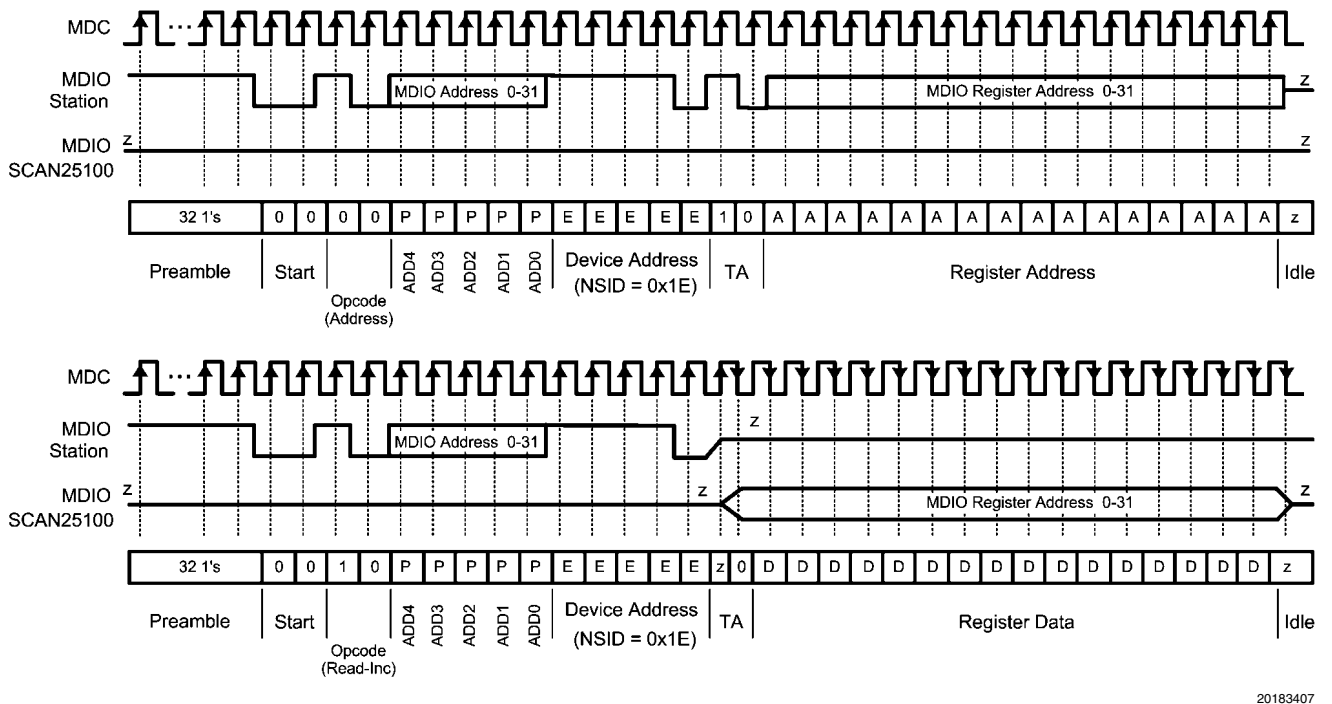 MDC
MDIO
Station
MDIO Address 0-31
MDIO Register Address 0-31
z
MDIO
SCAN25100
z
z
32 1's 0 0 0 0 P P P P P E E E E E 1 0 A A A A A A A A A A A A A A A A z
Preamble
Start
Opcode
(Address)
ADD4
ADD3
ADD2
ADD1
ADD0
Device Address
(NSID = 0x1E)
TA
Register Address
Idle
MDC
MDIO
Station
MDIO Address 0-31
z
MDIO
SCAN25100
z
z
MDIO Register Address 0-31
z
32 1's 0 0 1 0 P P P P P E E E E E z 0 D D D D D D D D D D D D D D D D z
Preamble
Start
Opcode
(Read-Inc)
ADD4
ADD3
ADD2
ADD1
ADD0
Device Address
(NSID = 0x1E)
TA
Register Data
Idle
20183407